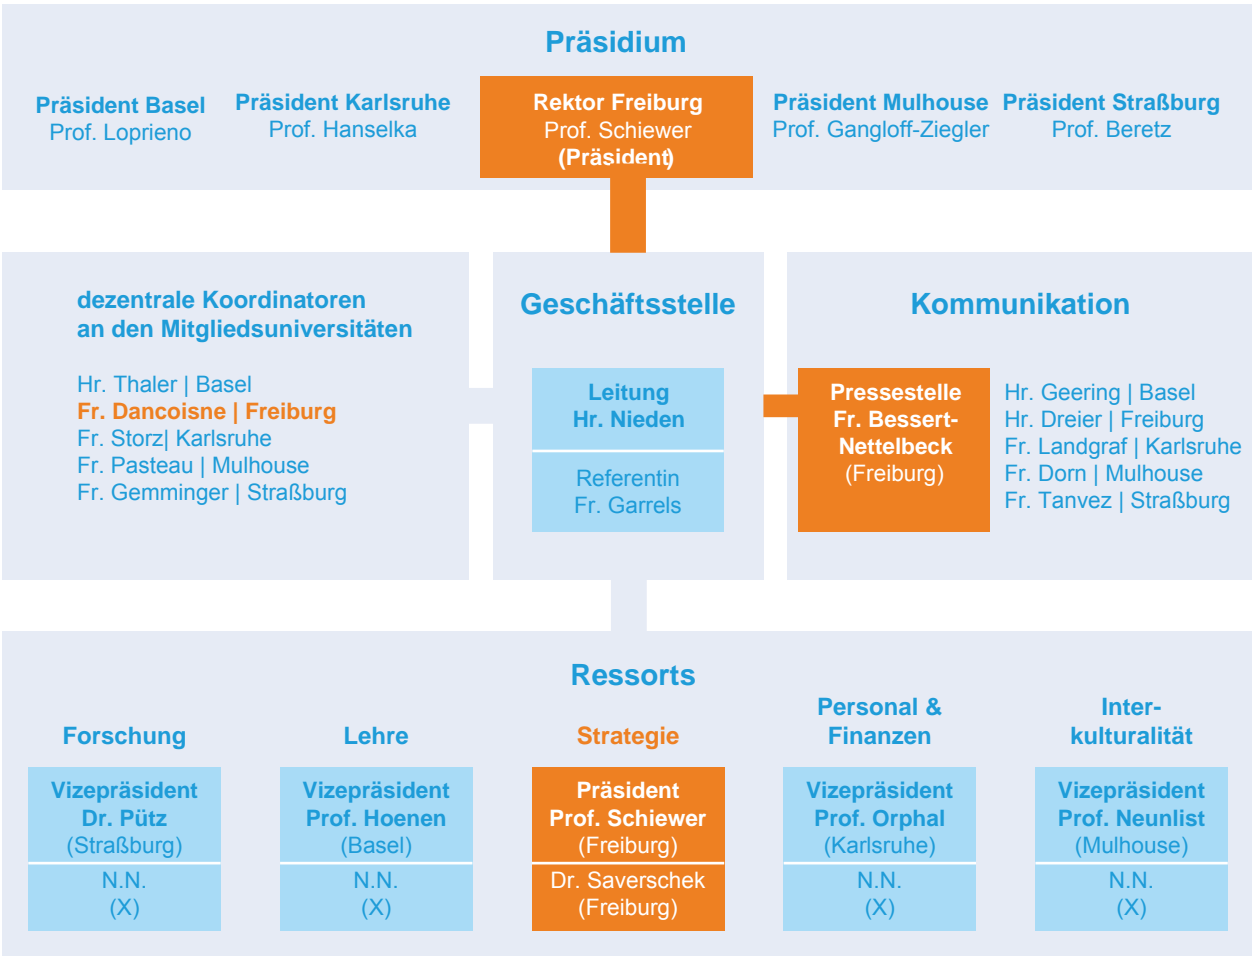 Präsidium
Präsident Basel
Prof. Loprieno
Präsident Karlsruhe
Prof. Hanselka
Rektor Freiburg
Prof. Schiewer
(Präsident)
Präsident Mulhouse
Prof. Gangloff-Ziegler
Präsident Straßburg
Prof. Beretz
dezentrale Koordinatoren
an den Mitgliedsuniversitäten
Hr. Thaler | Basel
Fr. Dancoisne | Freiburg
Fr. Storz| Karlsruhe
Fr. Pasteau | Mulhouse
Fr. Gemminger | Straßburg
Geschäftsstelle
Leitung
Hr. Nieden
Referentin
Fr. Garrels
Kommunikation
Pressestelle
Fr. Bessert-
Nettelbeck
(Freiburg)
Hr. Geering | Basel
Hr. Dreier | Freiburg
Fr. Landgraf | Karlsruhe
Fr. Dorn | Mulhouse
Fr. Tanvez | Straßburg
Ressorts
Forschung
Vizepräsident
Dr. Pütz
(Straßburg)
N.N.
(X)
Lehre
Vizepräsident
Prof. Hoenen
(Basel)
N.N.
(X)
Strategie
Präsident
Prof. Schiewer
(Freiburg)
Dr. Saverschek
(Freiburg)
Personal &
Finanzen
Vizepräsident
Prof. Orphal
(Karlsruhe)
N.N.
(X)
Inter-
kulturalität
Vizepräsident
Prof. Neunlist
(Mulhouse)
N.N.
(X)